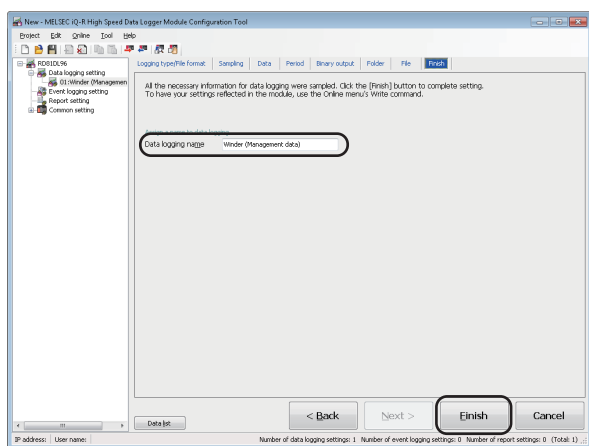 New - MELSEC iQ-R High Speed Data Logger Module Configuration Tool
Project Edit Online Tool Help
RD81DL96
Data logging setting
01:Winder (Managemen
Event logging setting
Report setting
Common setting
Logging type/File format Sampling Data Period Binary output Folder File Finish
All the necessary information for data logging were sampled. Click the [Finish] button to complete setting.
To have your settings reflected in the module, use the Online menu's Write command.
Assign a name to data logging
Data logging name Winder (Management data)
Data list
< Back Next > Finish Cancel
IP address: User name: Number of data logging settings: 1 Number of event logging settings: 0 Number of report settings: 0 (Total: 1)